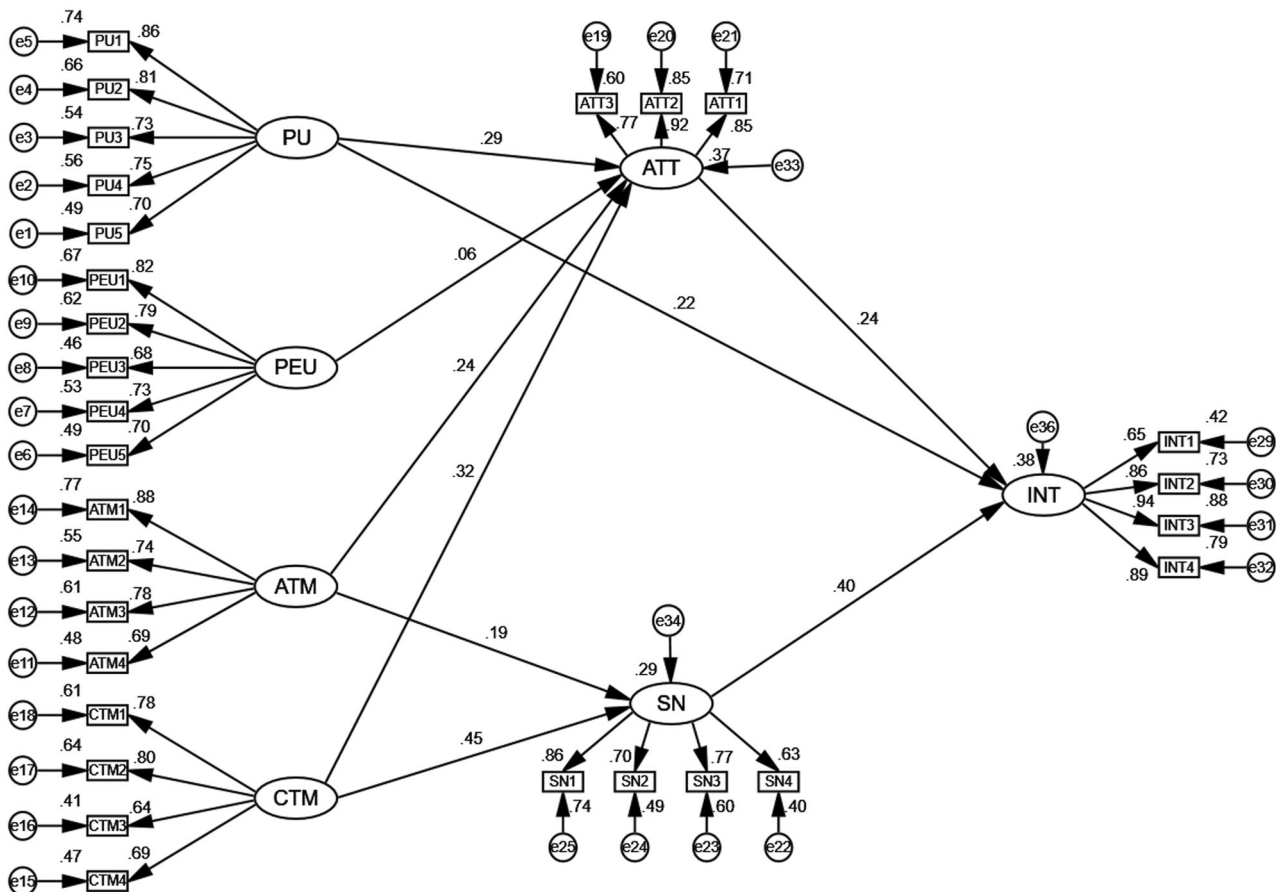 .74
e5 PU1 .86
.66
e4 PU2 .81
.54
e3 PU3 .73
.56
e2 PU4 .75
.49
e1 PU5 .70
PU
.67
e10 PEU1 .82
.62
e9 PEU2 .79
.46
e8 PEU3 .68
.53
e7 PEU4 .73
.49
e6 PEU5 .70
PEU
.77
e14 ATM1 .88
.55
e13 ATM2 .74
.61
e12 ATM3 .78
.48
e11 ATM4 .69
ATM
.61
e18 CTM1 .78
.64
e17 CTM2 .80
.41
e16 CTM3 .64
.47
e15 CTM4 .69
CTM
e19 e20 e21
.60 .85 .71
ATT3 ATT2 ATT1
.77 .92 .85
.37
ATT e33
.29
.06
.24
.32
.22
.24
.19
.45
.40
e34
.29
SN
.86 .70 .77 .63
SN1 SN2 SN3 SN4
.74 .49 .60 .40
e25 e24 e23 e22
e36
.38
INT
.42
.65 INT1 e29
.73
.86 INT2 e30
.88
.94 INT3 e31
.79
.89 INT4 e32